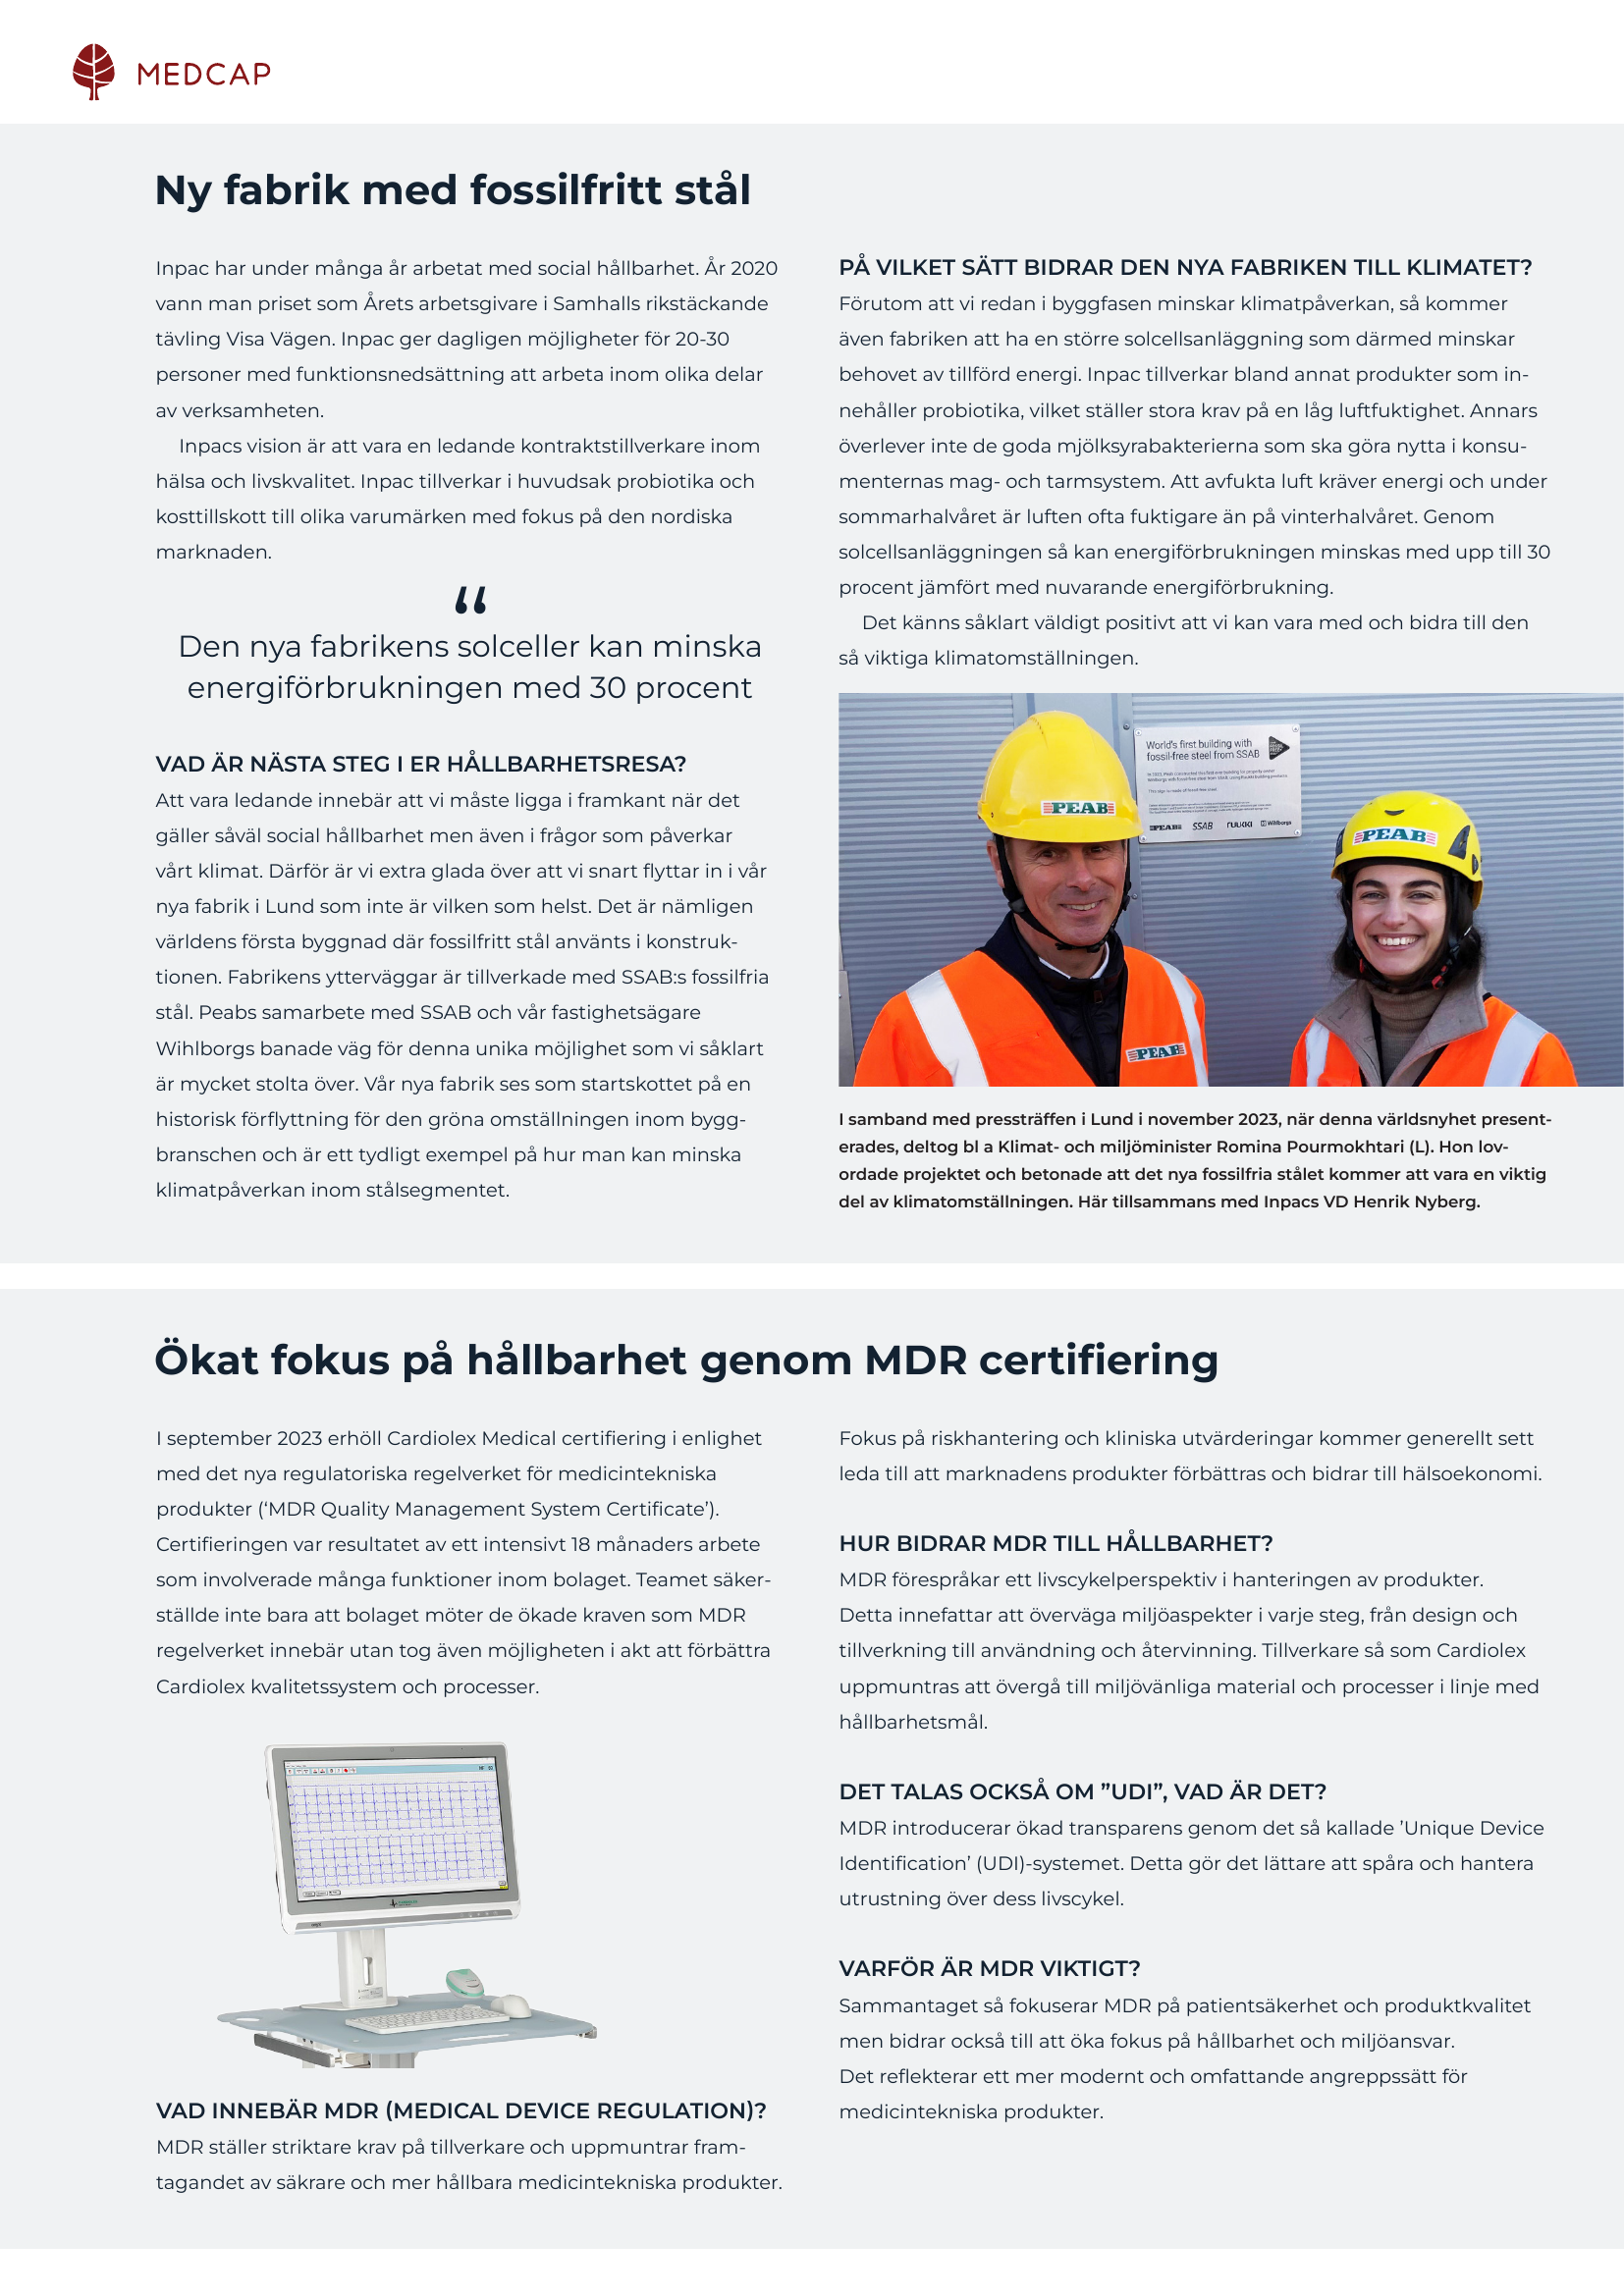 MEDCAP
Ny fabrik med fossilfritt stål
Inpac har under många år arbetat med social hållbarhet. År 2020
vann man priset som Årets arbetsgivare i Samhalls rikstäckande
tävling Visa Vägen. Inpac ger dagligen möjligheter för 20-30
personer med funktionsnedsättning att arbeta inom olika delar
av verksamheten.
Inpacs vision är att vara en ledande kontraktstillverkare inom
hälsa och livskvalitet. Inpac tillverkar i huvudsak probiotika och
kosttillskott till olika varumärken med fokus på den nordiska
marknaden.
“
Den nya fabrikens solceller kan minska
energiförbrukningen med 30 procent
VAD ÄR NÄSTA STEG I ER HÅLLBARHETSRESA?
Att vara ledande innebär att vi måste ligga i framkant när det
gäller såväl social hållbarhet men även i frågor som påverkar
vårt klimat. Därför är vi extra glada över att vi snart flyttar in i vår
nya fabrik i Lund som inte är vilken som helst. Det är nämligen
världens första byggnad där fossilfritt stål använts i konstruk-
tionen. Fabrikens ytterväggar är tillverkade med SSAB:s fossilfria
stål. Peabs samarbete med SSAB och vår fastighetsägare
Wihlborgs banade väg för denna unika möjlighet som vi såklart
är mycket stolta över. Vår nya fabrik ses som startskottet på en
historisk förflyttning för den gröna omställningen inom bygg-
branschen och är ett tydligt exempel på hur man kan minska
klimatpåverkan inom stålsegmentet.
PÅ VILKET SÄTT BIDRAR DEN NYA FABRIKEN TILL KLIMATET?
Förutom att vi redan i byggfasen minskar klimatpåverkan, så kommer
även fabriken att ha en större solcellsanläggning som därmed minskar
behovet av tillförd energi. Inpac tillverkar bland annat produkter som in-
nehåller probiotika, vilket ställer stora krav på en låg luftfuktighet. Annars
överlever inte de goda mjölksyrabakterierna som ska göra nytta i konsu-
menternas mag- och tarmsystem. Att avfukta luft kräver energi och under
sommarhalvåret är luften ofta fuktigare än på vinterhalvåret. Genom
solcellsanläggningen så kan energiförbrukningen minskas med upp till 30
procent jämfört med nuvarande energiförbrukning.
Det känns såklart väldigt positivt att vi kan vara med och bidra till den
så viktiga klimatomställningen.
World's first building with
fossil-free steel from SSAB
PEAB SSAB RUUKKI Wihlborgs
PEAB
PEAB
PEAB
I samband med pressträffen i Lund i november 2023, när denna världsnyhet present-
erades, deltog bl a Klimat- och miljöminister Romina Pourmokhtari (L). Hon lov-
ordade projektet och betonade att det nya fossilfria stålet kommer att vara en viktig
del av klimatomställningen. Här tillsammans med Inpacs VD Henrik Nyberg.
Ökat fokus på hållbarhet genom MDR certifiering
I september 2023 erhöll Cardiolex Medical certifiering i enlighet
med det nya regulatoriska regelverket för medicintekniska
produkter (‘MDR Quality Management System Certificate’).
Certifieringen var resultatet av ett intensivt 18 månaders arbete
som involverade många funktioner inom bolaget. Teamet säker-
ställde inte bara att bolaget möter de ökade kraven som MDR
regelverket innebär utan tog även möjligheten i akt att förbättra
Cardiolex kvalitetssystem och processer.
VAD INNEBÄR MDR (MEDICAL DEVICE REGULATION)?
MDR ställer striktare krav på tillverkare och uppmuntrar fram-
tagandet av säkrare och mer hållbara medicintekniska produkter.
Fokus på riskhantering och kliniska utvärderingar kommer generellt sett
leda till att marknadens produkter förbättras och bidrar till hälsoekonomi.
HUR BIDRAR MDR TILL HÅLLBARHET?
MDR förespråkar ett livscykelperspektiv i hanteringen av produkter.
Detta innefattar att överväga miljöaspekter i varje steg, från design och
tillverkning till användning och återvinning. Tillverkare så som Cardiolex
uppmuntras att övergå till miljövänliga material och processer i linje med
hållbarhetsmål.
DET TALAS OCKSÅ OM ”UDI”, VAD ÄR DET?
MDR introducerar ökad transparens genom det så kallade ’Unique Device
Identification’ (UDI)-systemet. Detta gör det lättare att spåra och hantera
utrustning över dess livscykel.
VARFÖR ÄR MDR VIKTIGT?
Sammantaget så fokuserar MDR på patientsäkerhet och produktkvalitet
men bidrar också till att öka fokus på hållbarhet och miljöansvar.
Det reflekterar ett mer modernt och omfattande angreppssätt för
medicintekniska produkter.